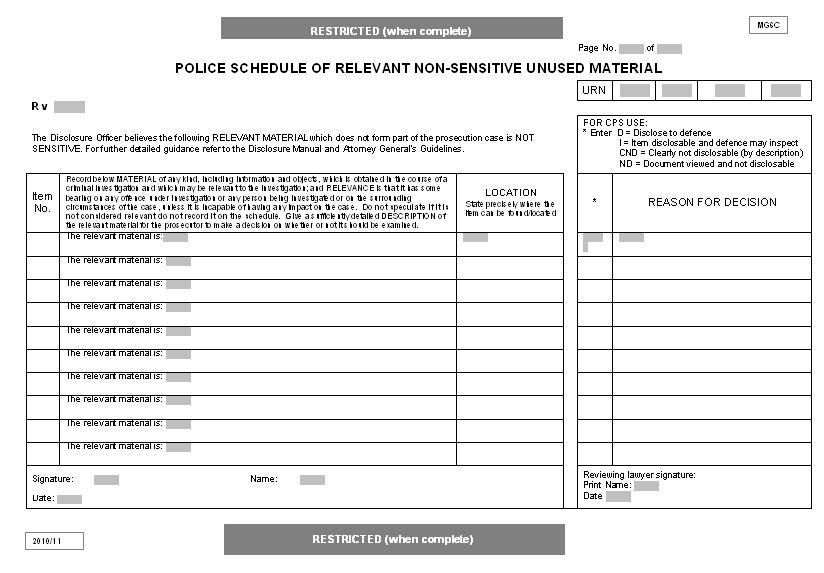 RESTRICTED (when complete)
MG6C
Page No. of
POLICE SCHEDULE OF RELEVANT NON-SENSITIVE UNUSED MATERIAL
URN
R v
The Disclosure Officer believes the following RELEVANT MATERIAL which does not form part of the prosecution case is NOT
SENSITIVE. For further detailed guidance refer to the Disclosure Manual and Attorney General's Guidelines.
FOR CPS USE:
* Enter D = Disclose to defence
I = Item disclosable and defence may inspect
CND = Clearly not disclosable (by description)
ND = Document viewed and not disclosable
Item
No.
Record below MATERIAL of any kind, including information and objects, which is obtained in the course of a
criminal investigation and which may be relevant to the investigation; and RELEVANCE is that it has some
bearing on any offence under investigation or any person being investigated or on the surrounding
circumstances of the case, unless it is incapable of having any impact on the case. Do not speculate if it is
not considered relevant do not record it on the schedule. Give a sufficiently detailed DESCRIPTION of
the relevant material for the prosecutor to make a decision on whether or not its should be examined.
LOCATION
State precisely where the
item can be found/located
*
REASON FOR DECISION
The relevant material is:
The relevant material is:
The relevant material is:
The relevant material is:
The relevant material is:
The relevant material is:
The relevant material is:
The relevant material is:
The relevant material is:
The relevant material is:
Signature: Name:
Date:
Reviewing lawyer signature:
Print Name:
Date
2010/11
RESTRICTED (when complete)